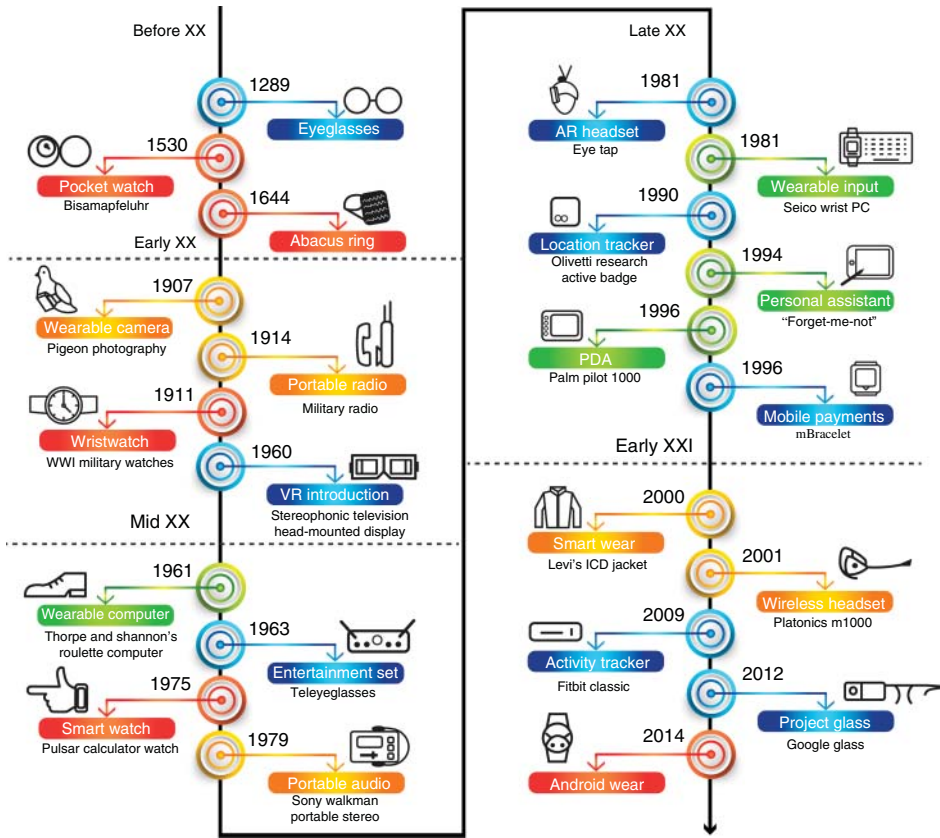 Before XX
1289
Eyeglasses
1530
Pocket watch
Bisamapfeluhr
1644
Abacus ring
Early XX
1907
Wearable camera
Pigeon photography
1914
Portable radio
Military radio
1911
Wristwatch
WWI military watches
1960
VR introduction
Stereophonic television
head-mounted display
Mid XX
1961
Wearable computer
Thorpe and shannon's
roulette computer
1963
Entertainment set
Teleyeglasses
1975
Smart watch
Pulsar calculator watch
1979
Portable audio
Sony walkman
portable stereo
Late XX
1981
AR headset
Eye tap
1981
Wearable input
Seico wrist PC
1990
Location tracker
Olivetti research
active badge
1994
Personal assistant
“Forget-me-not”
1996
PDA
Palm pilot 1000
1996
Mobile payments
mBracelet
Early XXI
2000
Smart wear
Levi's ICD jacket
2001
Wireless headset
Platonics m1000
2009
Activity tracker
Fitbit classic
2012
Project glass
Google glass
2014
Android wear